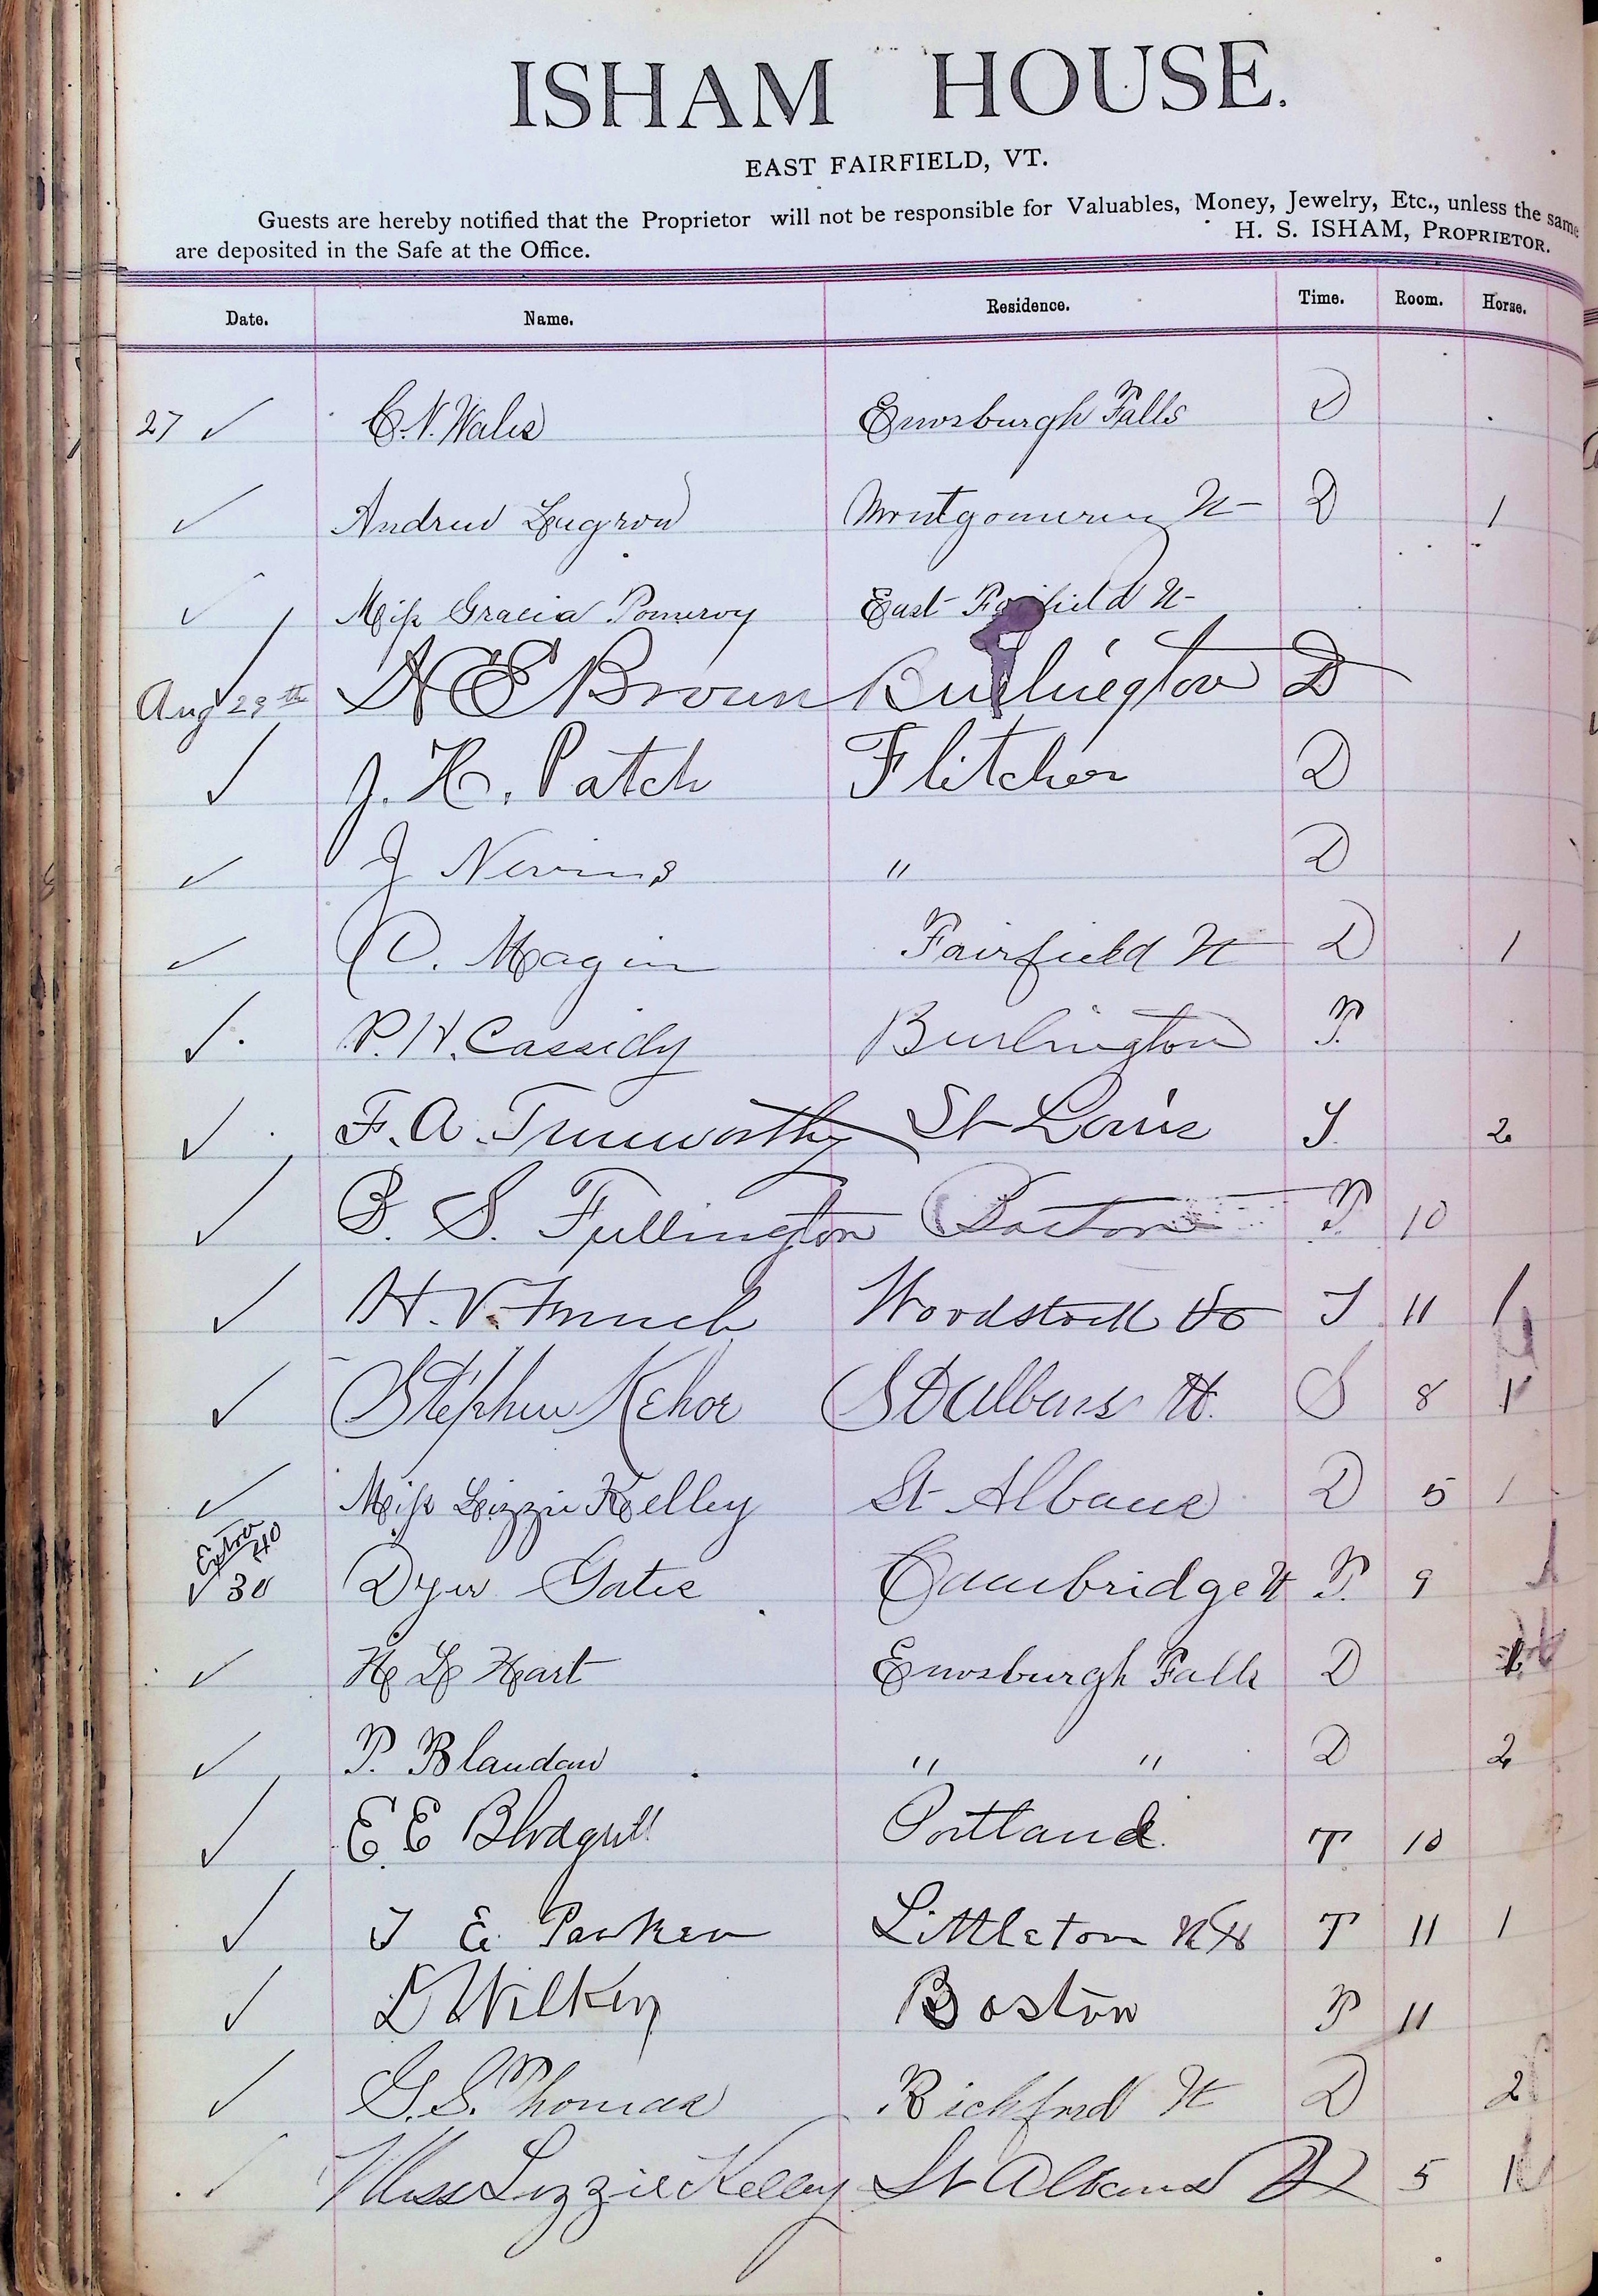 ISHAM HOUSE.
EAST FAIRFIELD, VT.
Guests are hereby notified that the Proprietor will not be responsible for Valuables, Money, Jewelry, Etc., unless the same
are deposited in the Safe at the Office. H. S. ISHAM, PROPRIETOR.
Date. Name. Residence. Time. Room. Horse.
27 ✓ C. N. Wales Enosburgh Falls D
✓ Andrew Montgomery Vt D 1
✓ Miss Gracia Pomeroy East Fairfield Vt
Aug 29th ✓ Brown Burlington D
✓ J. H. Patch Flitcher D
✓ J Nevins " D
✓ Magin Fairfield Vt D 1
✓ P. H. Cassidy Burlington T.
✓ F. A. Trueworthy St Louis T. 2
✓ B. S. Fullington Boston T. 10
✓ H. V. French Woodstock Vt T 11 1
✓ Stephen Kehoe St Albans Vt. S 8 1
✓ Miss Lizzie Kelley St Albans D 5 1
Extra 40
✓ 30 Dyer Gates Cambridge Vt T. 9
✓ H L Hart Enosburgh Falls D
✓ P. Blandow " " D 2
✓ E. E Blodgett Portland. T 10
✓ T E Parker Littleton NH T 11 1
✓ L Wilkins Boston T 11
✓ G. S. Thomas Richford Vt D 2
✓ Miss Lizzie Kelley St Albans 5 1